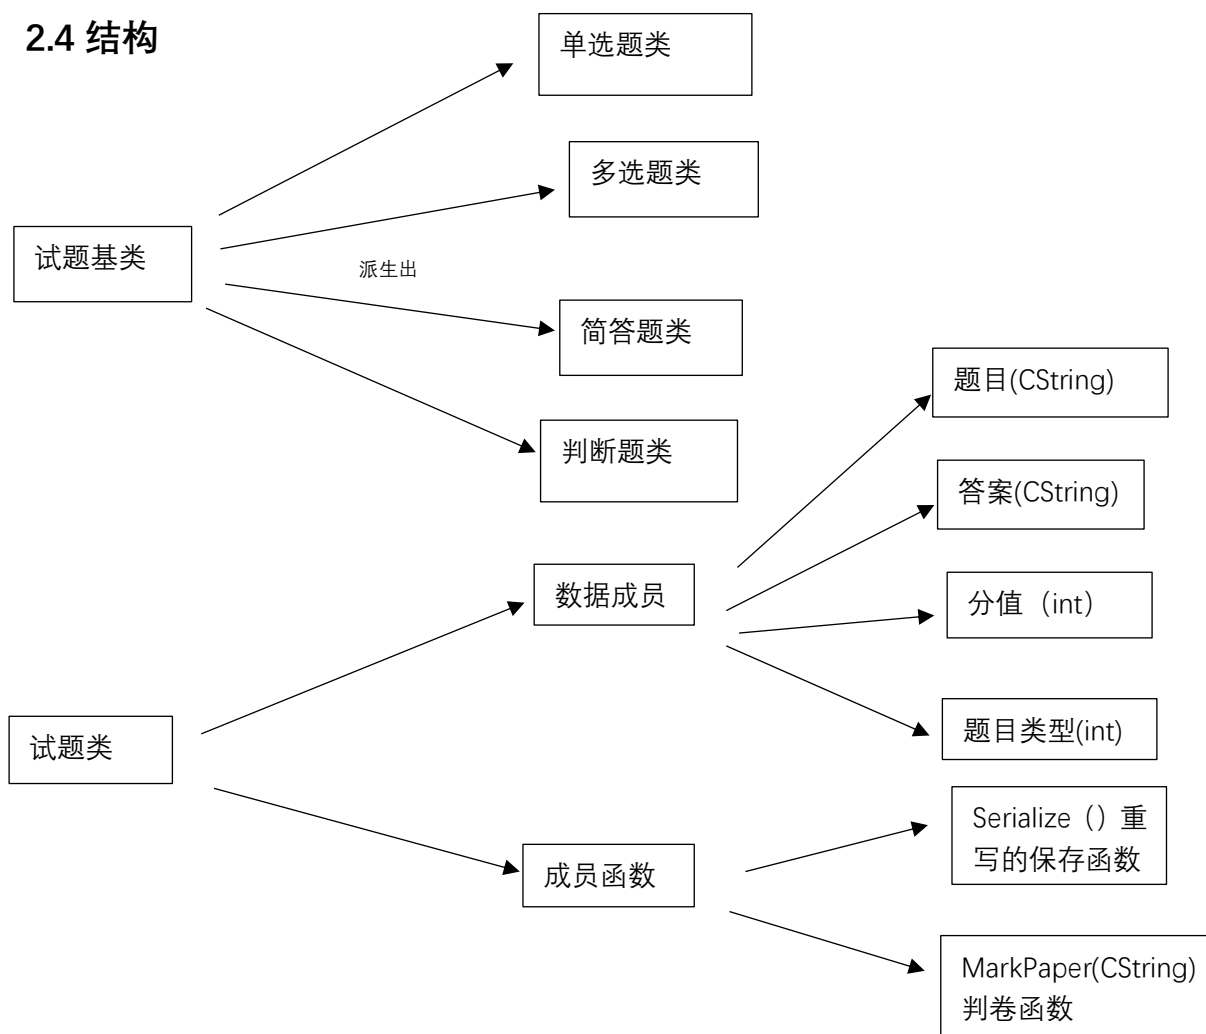 2.4 结构
单选题类
多选题类
试题基类
派生出
简答题类
题目(CString)
判断题类
答案(CString)
数据成员
分值（int）
试题类
题目类型(int)
Serialize（）重
写的保存函数
成员函数
MarkPaper(CString)
判卷函数